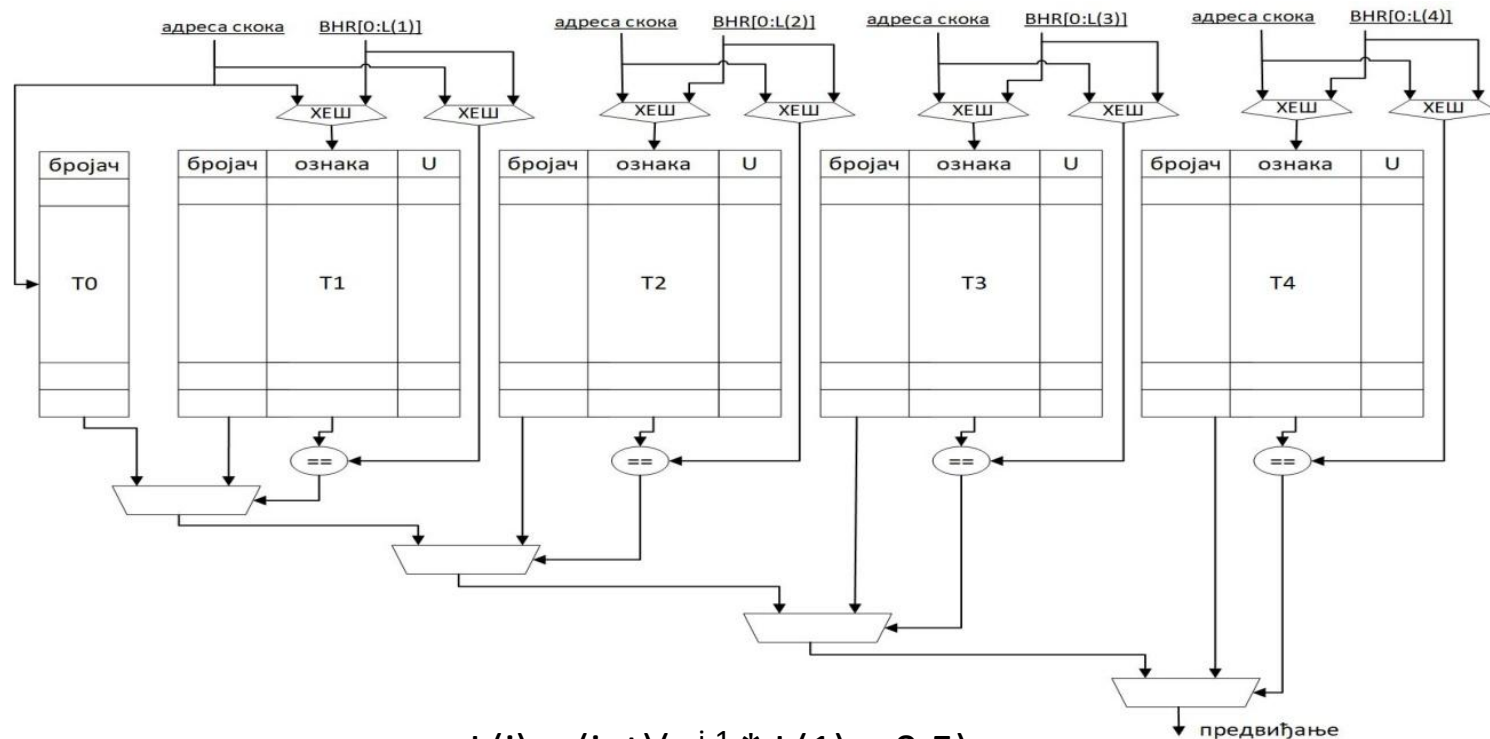 адреса скока BHR[0:L(1)] адреса скока BHR[0:L(2)] адреса скока BHR[0:L(3)] адреса скока BHR[0:L(4)]
ХЕШ ХЕШ ХЕШ ХЕШ ХЕШ ХЕШ ХЕШ ХЕШ
бројач бројач ознака U бројач ознака U бројач ознака U бројач ознака U
T0 T1 T2 T3 T4
== == == ==
предвиђање